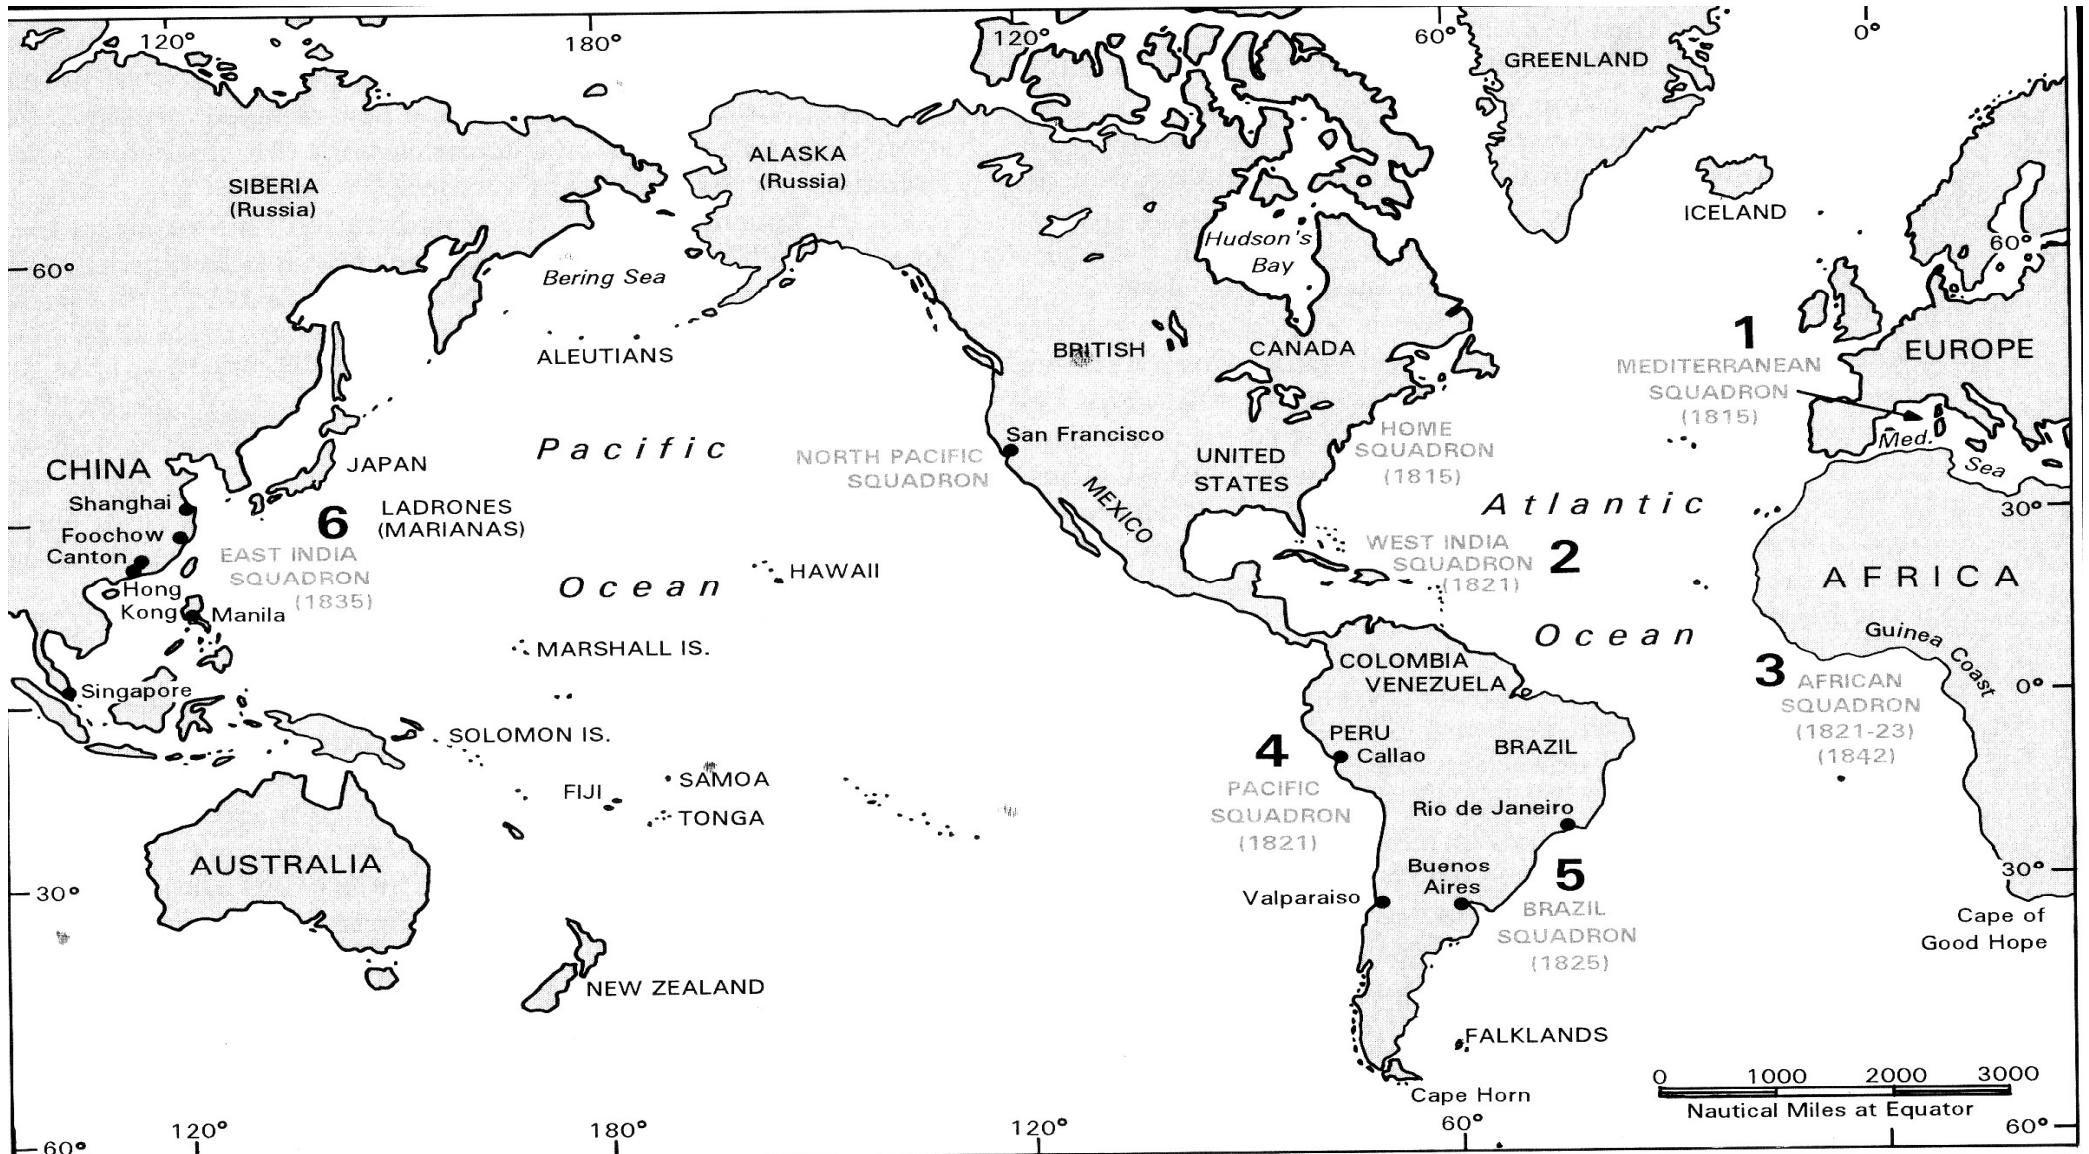 120°
180°
120°
60°
0°
GREENLAND
ALASKA
(Russia)
SIBERIA
(Russia)
ICELAND
Hudson's
Bay
60°
60°
Bering Sea
1
ALEUTIANS
BRITISH
CANADA
EUROPE
MEDITERRANEAN
SQUADRON
(1815)
San Francisco
HOME
SQUADRON
(1815)
Med.
Sea
Pacific
NORTH PACIFIC
SQUADRON
UNITED
STATES
CHINA
JAPAN
Shanghai
LADRONES
(MARIANAS)
6
MEXICO
Atlantic
30°
Foochow
Canton
EAST INDIA
SQUADRON
(1835)
WEST INDIA
SQUADRON
(1821)
2
HAWAII
AFRICA
Hong
Kong
Manila
Ocean
Ocean
Guinea Coast
MARSHALL IS.
COLOMBIA
VENEZUELA
3
AFRICAN
SQUADRON
(1821-23)
(1842)
0°
Singapore
SOLOMON IS.
PERU
Callao
BRAZIL
4
PACIFIC
SQUADRON
(1821)
FIJI
SAMOA
TONGA
Rio de Janeiro
AUSTRALIA
Buenos
Aires
5
BRAZIL
SQUADRON
(1825)
Valparaiso
30°
30°
Cape of
Good Hope
NEW ZEALAND
FALKLANDS
Cape Horn
0 1000 2000 3000
Nautical Miles at Equator
60°
120°
180°
120°
60°
60°